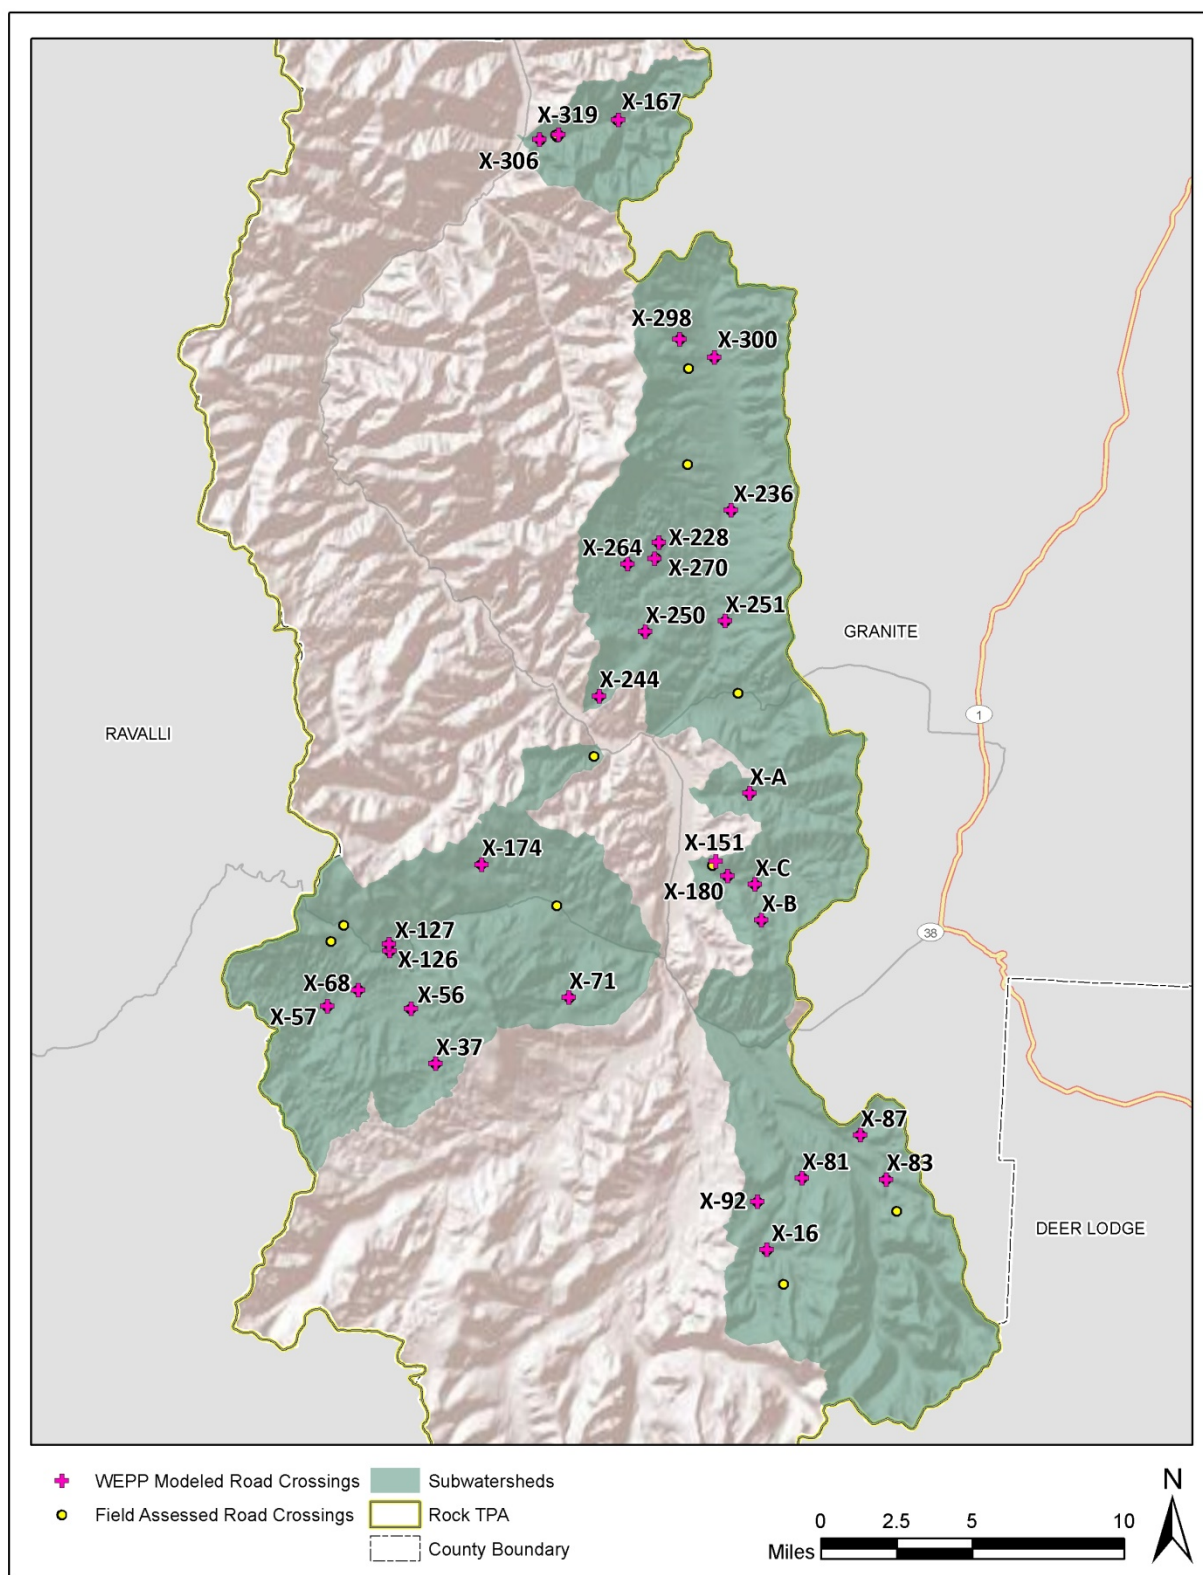 X-167
X-319
X-306
X-298
X-300
X-236
X-228
X-264
X-270
X-250
X-251
GRANITE
X-244
1
RAVALLI
X-A
X-151
X-174
X-C
X-180
X-B
38
X-127
X-126
X-68
X-56
X-71
X-57
X-37
X-87
X-81
X-83
X-92
DEER LODGE
X-16
WEPP Modeled Road Crossings
Subwatersheds
N
Field Assessed Road Crossings
Rock TPA
0 2.5 5 10
County Boundary
Miles